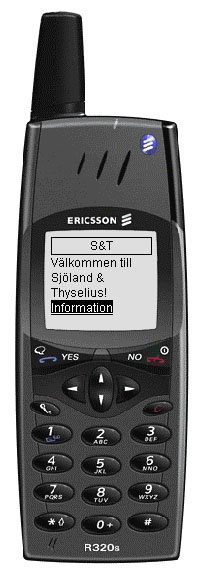 ERICSSON
S&T
Välkommen till
Sjöland &
Thyselius!
Information
YES NO
C
1 2 ABC 3 DEF
4 GHI 5 JKL 6 MNO
7 PQRS 8 TUV 9 WXYZ
* 0+ #
R320s